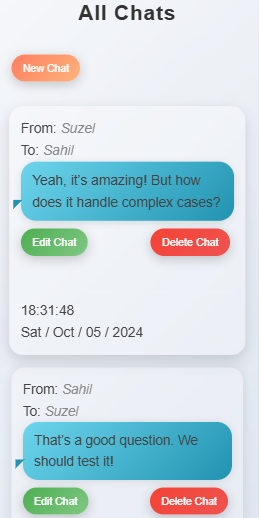 All Chats
New Chat
From: Suzel
To: Sahil
Yeah, it's amazing! But how
does it handle complex cases?
Edit Chat Delete Chat
18:31:48
Sat / Oct / 05 / 2024
From: Sahil
To: Suzel
That's a good question. We
should test it!
Edit Chat Delete Chat